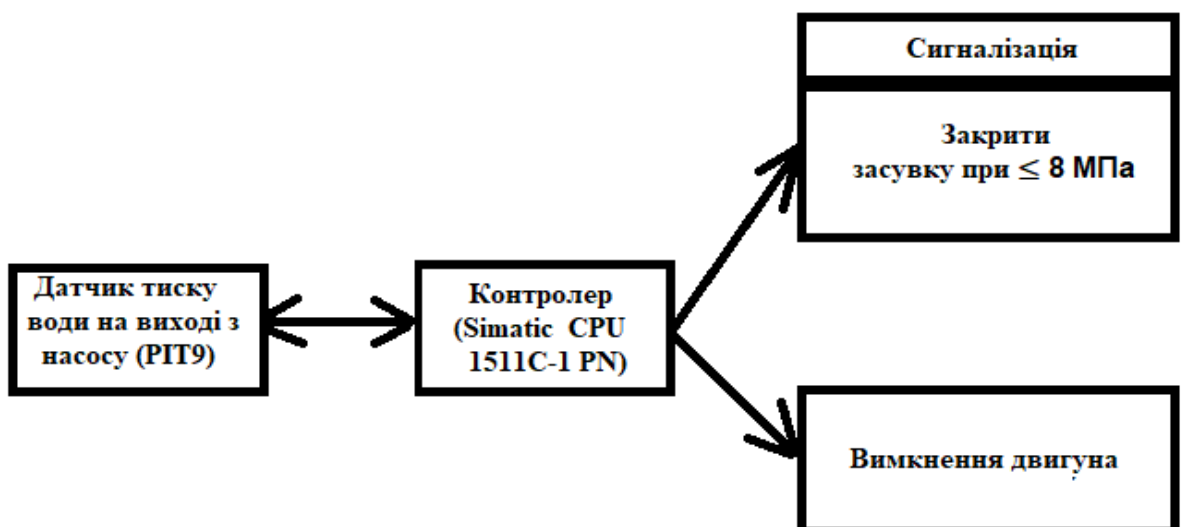 Сигналізація
Закрити
засувку при ≤ 8 МПа
Датчик тиску
води на виході з
насосу (PIT9)
Контролер
(Simatic CPU
1511C-1 PN)
Вимкнення двигуна